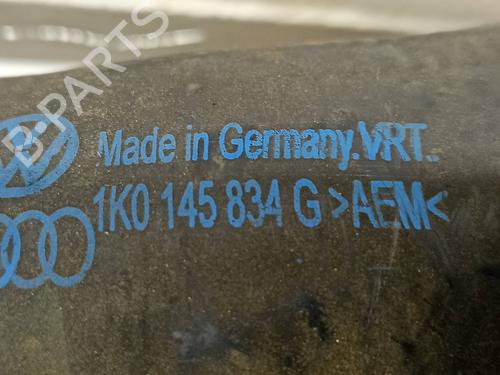 B-PARTS
Made in Germany.VRT..
1K0 145 834 G >AEM<